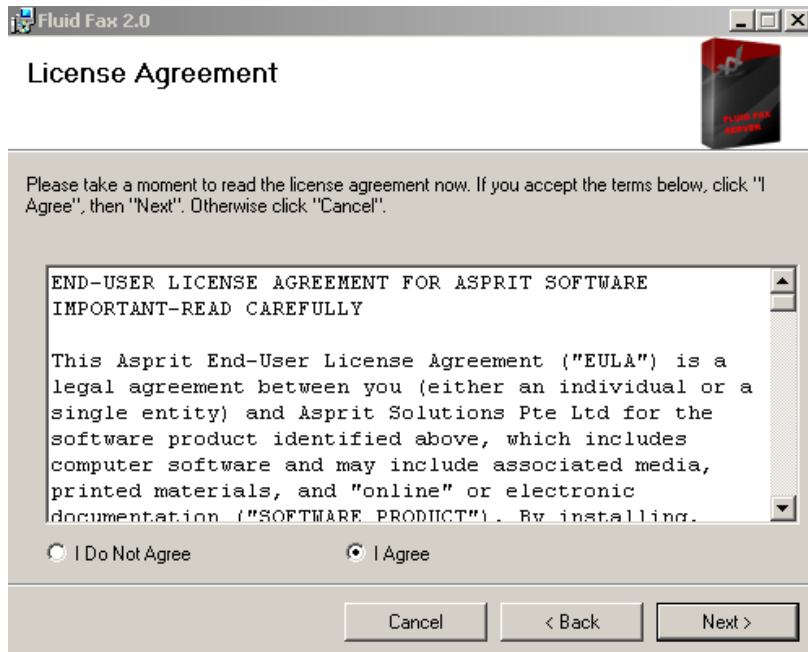 Fluid Fax 2.0
License Agreement
FLUID FAX
SERVER
Please take a moment to read the license agreement now. If you accept the terms below, click "I
Agree", then "Next". Otherwise click "Cancel".
END-USER LICENSE AGREEMENT FOR ASPRIT SOFTWARE
IMPORTANT-READ CAREFULLY
This Asprit End-User License Agreement ("EULA") is a
legal agreement between you (either an individual or a
single entity) and Asprit Solutions Pte Ltd for the
software product identified above, which includes
computer software and may include associated media,
printed materials, and "online" or electronic
documentation ("SOFTWARE PRODUCT"). By installing,
I Do Not Agree
I Agree
Cancel
< Back
Next >